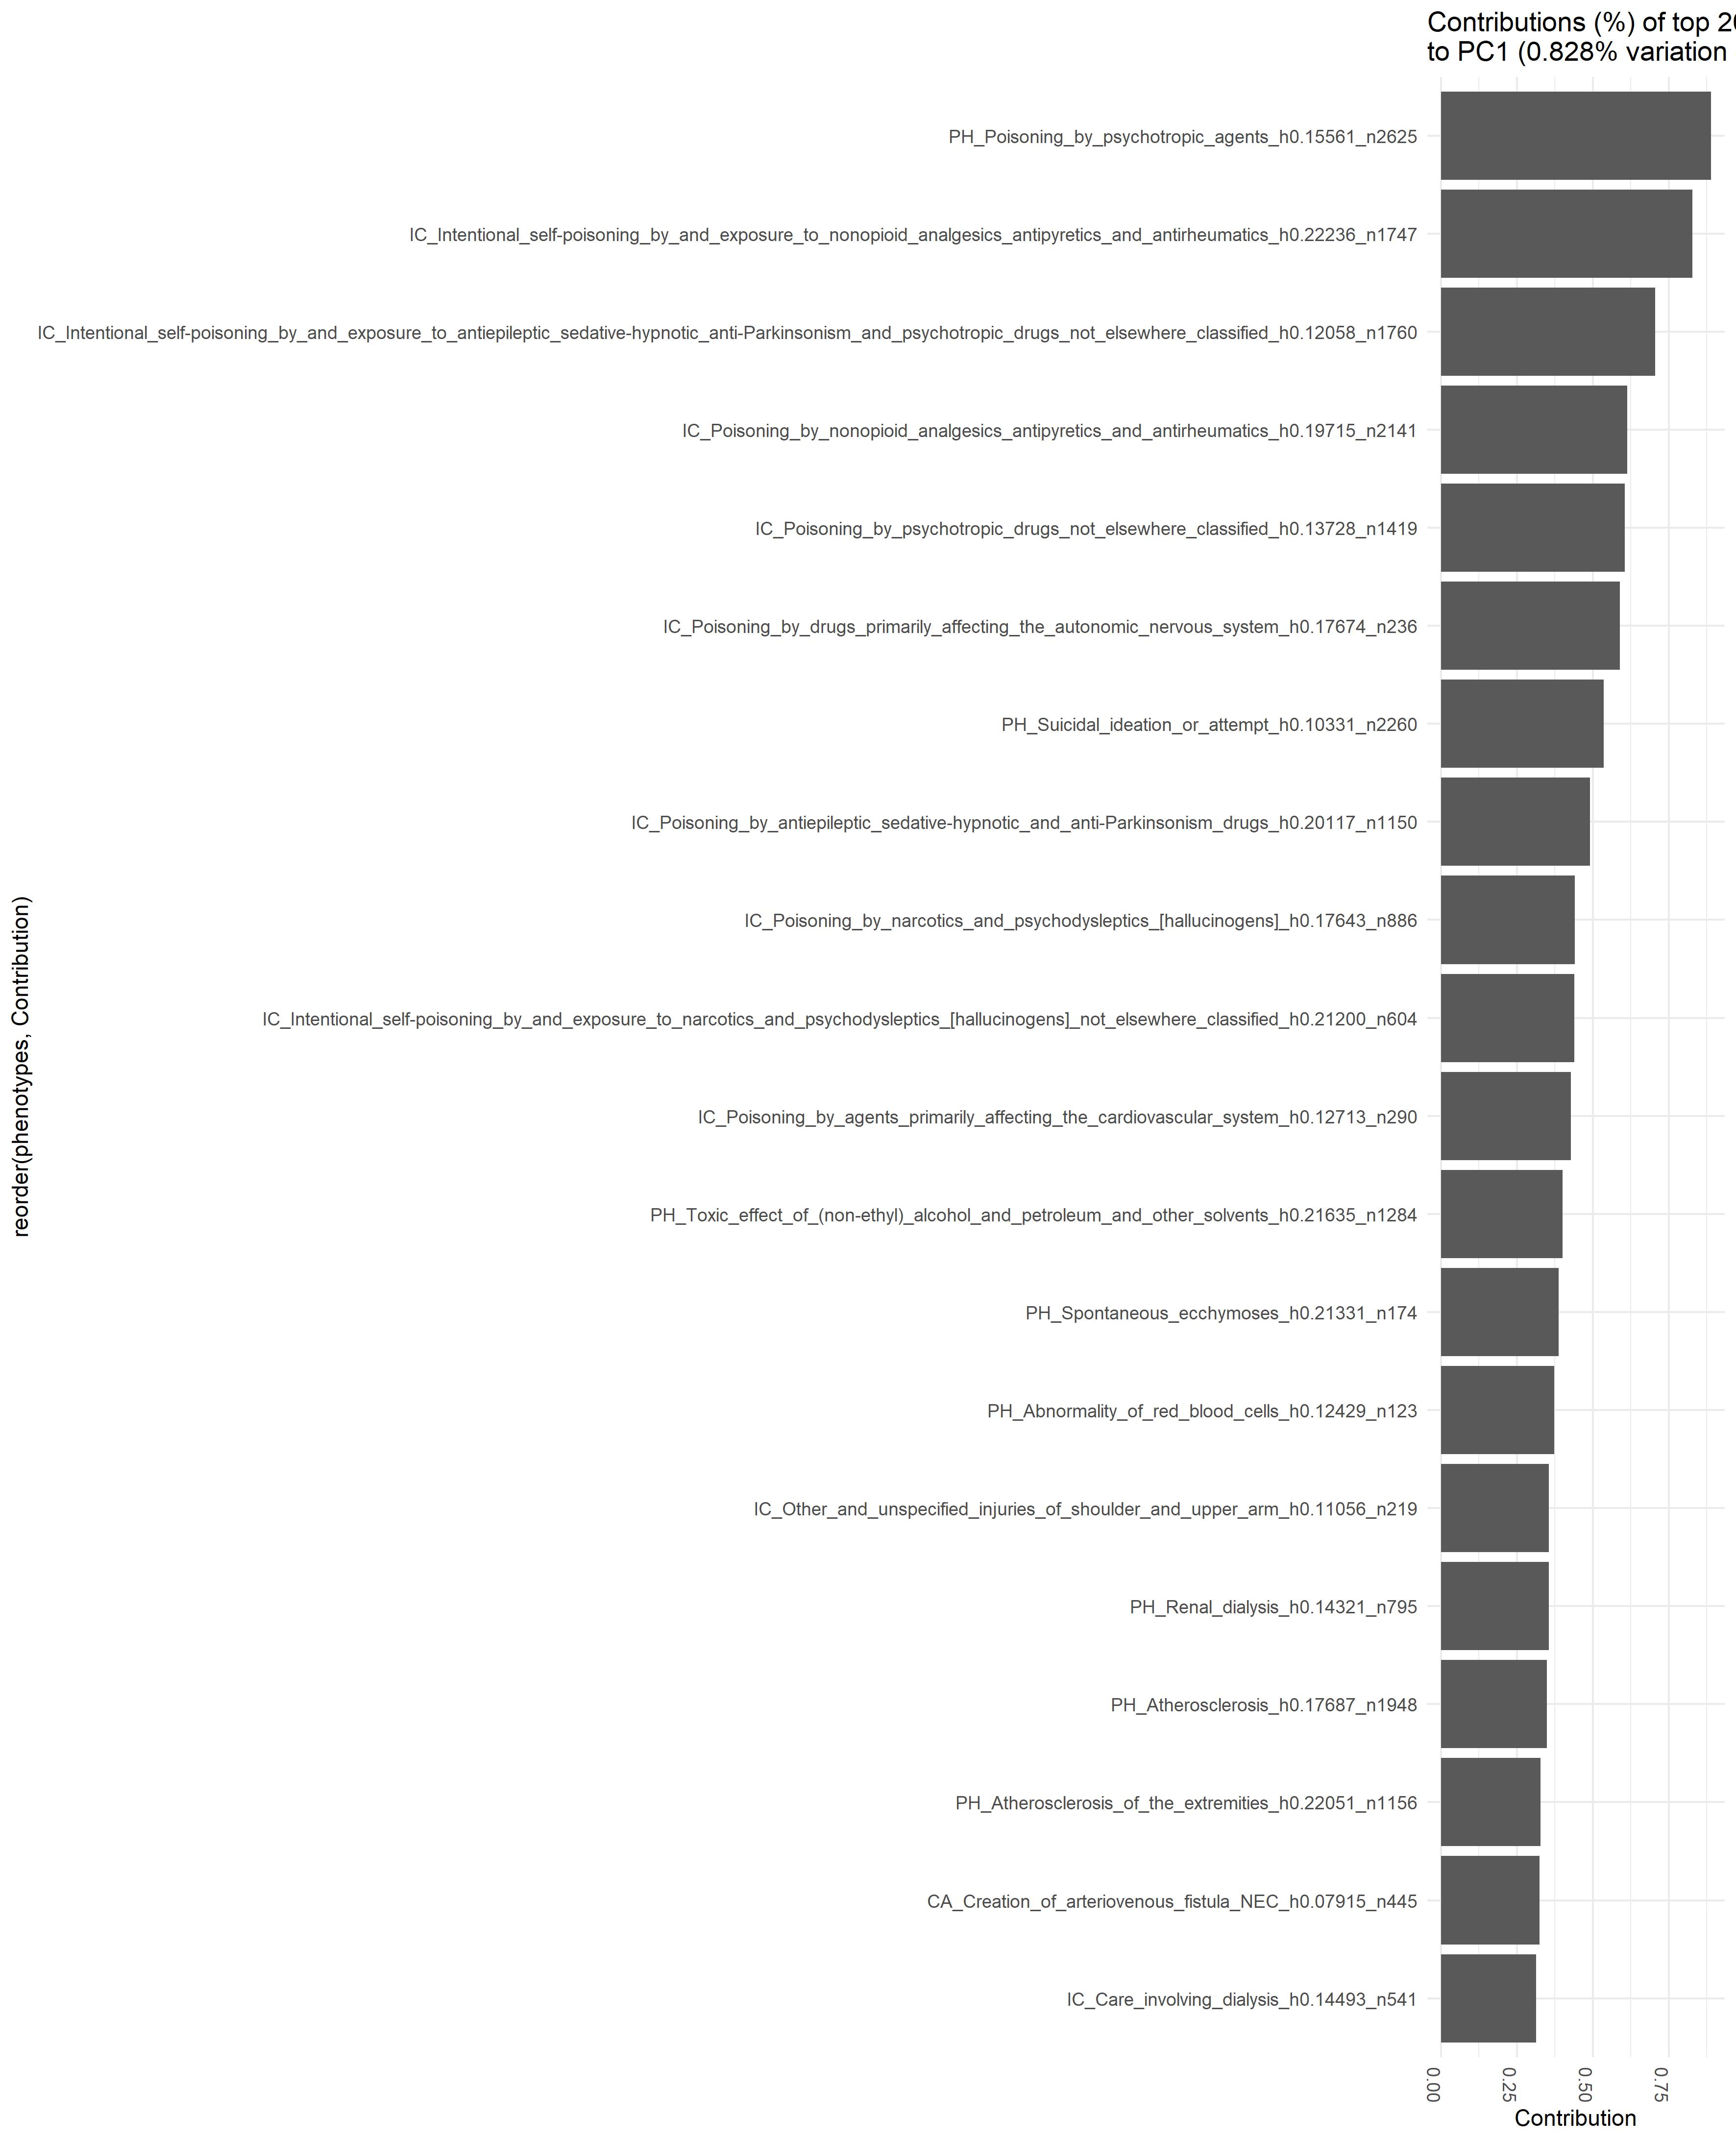 Contributions (%) of top 20
to PC1 (0.828% variation
PH_Poisoning_by_psychotropic_agents_h0.15561_n2625
IC_Intentional_self-poisoning_by_and_exposure_to_nonopioid_analgesics_antipyretics_and_antirheumatics_h0.22236_n1747
IC_Intentional_self-poisoning_by_and_exposure_to_antiepileptic_sedative-hypnotic_anti-Parkinsonism_and_psychotropic_drugs_not_elsewhere_classified_h0.12058_n1760
IC_Poisoning_by_nonopioid_analgesics_antipyretics_and_antirheumatics_h0.19715_n2141
IC_Poisoning_by_psychotropic_drugs_not_elsewhere_classified_h0.13728_n1419
IC_Poisoning_by_drugs_primarily_affecting_the_autonomic_nervous_system_h0.17674_n236
PH_Suicidal_ideation_or_attempt_h0.10331_n2260
IC_Poisoning_by_antiepileptic_sedative-hypnotic_and_anti-Parkinsonism_drugs_h0.20117_n1150
IC_Poisoning_by_narcotics_and_psychodysleptics_[hallucinogens]_h0.17643_n886
IC_Intentional_self-poisoning_by_and_exposure_to_narcotics_and_psychodysleptics_[hallucinogens]_not_elsewhere_classified_h0.21200_n604
IC_Poisoning_by_agents_primarily_affecting_the_cardiovascular_system_h0.12713_n290
PH_Toxic_effect_of_(non-ethyl)_alcohol_and_petroleum_and_other_solvents_h0.21635_n1284
PH_Spontaneous_ecchymoses_h0.21331_n174
PH_Abnormality_of_red_blood_cells_h0.12429_n123
IC_Other_and_unspecified_injuries_of_shoulder_and_upper_arm_h0.11056_n219
PH_Renal_dialysis_h0.14321_n795
PH_Atherosclerosis_h0.17687_n1948
PH_Atherosclerosis_of_the_extremities_h0.22051_n1156
CA_Creation_of_arteriovenous_fistula_NEC_h0.07915_n445
IC_Care_involving_dialysis_h0.14493_n541
reorder(phenotypes, Contribution)
0.00
0.25
0.50
0.75
Contribution